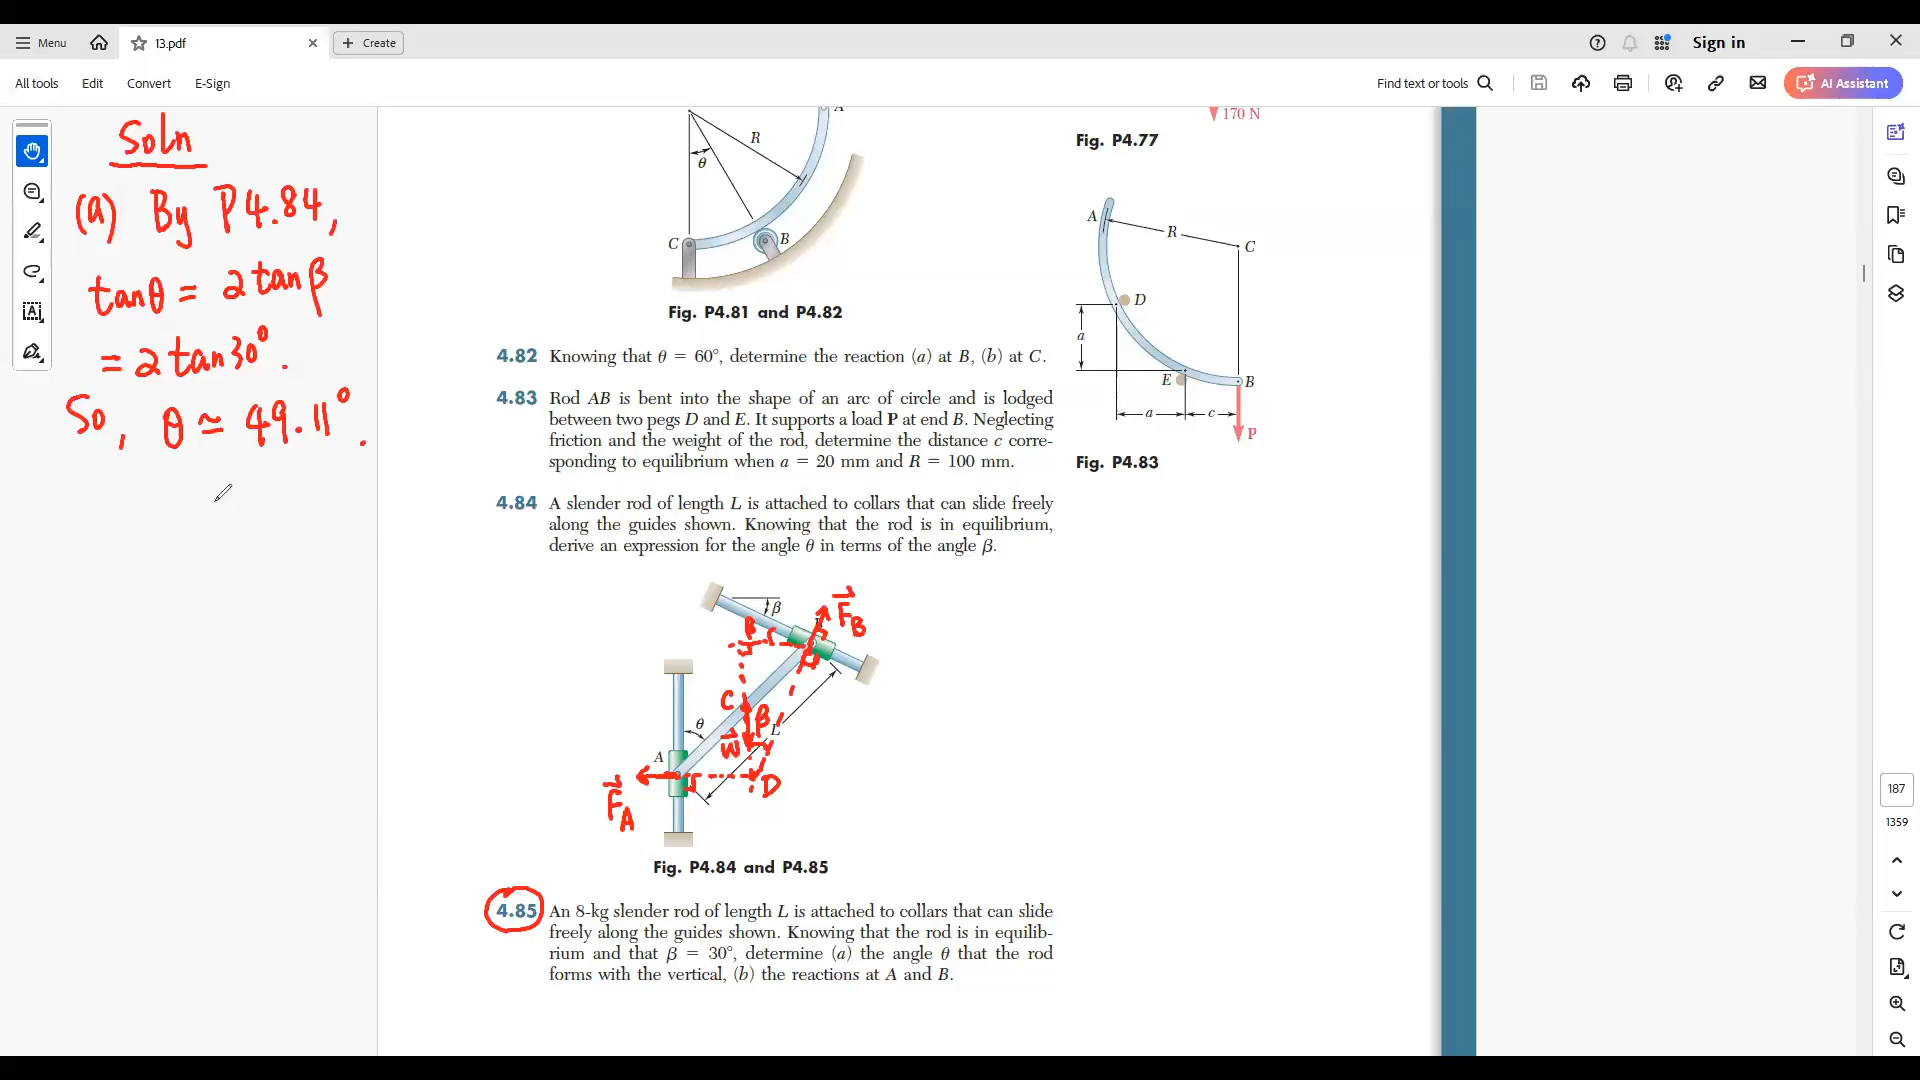 Menu
13.pdf
Create
Sign in
All tools
Edit
Convert
E-Sign
Find text or tools
AI Assistant
Soln
(a) By P4.84,
tanθ = 2 tanβ
= 2 tan30°.
So, θ ≃ 49.11°.
A
R
θ
C
B
Fig. P4.81 and P4.82
170 N
Fig. P4.77
A
R
C
D
a
E
B
a
c
P
Fig. P4.83
4.82 Knowing that θ = 60°, determine the reaction (a) at B, (b) at C.
4.83 Rod AB is bent into the shape of an arc of circle and is lodged
between two pegs D and E. It supports a load P at end B. Neglecting
friction and the weight of the rod, determine the distance c corre-
sponding to equilibrium when a = 20 mm and R = 100 mm.
4.84 A slender rod of length L is attached to collars that can slide freely
along the guides shown. Knowing that the rod is in equilibrium,
derive an expression for the angle θ in terms of the angle β.
β
F⃗B
B
C
β
θ
W⃗
L
A
D
F⃗A
Fig. P4.84 and P4.85
4.85 An 8-kg slender rod of length L is attached to collars that can slide
freely along the guides shown. Knowing that the rod is in equilib-
rium and that β = 30°, determine (a) the angle θ that the rod
forms with the vertical, (b) the reactions at A and B.
187
1359